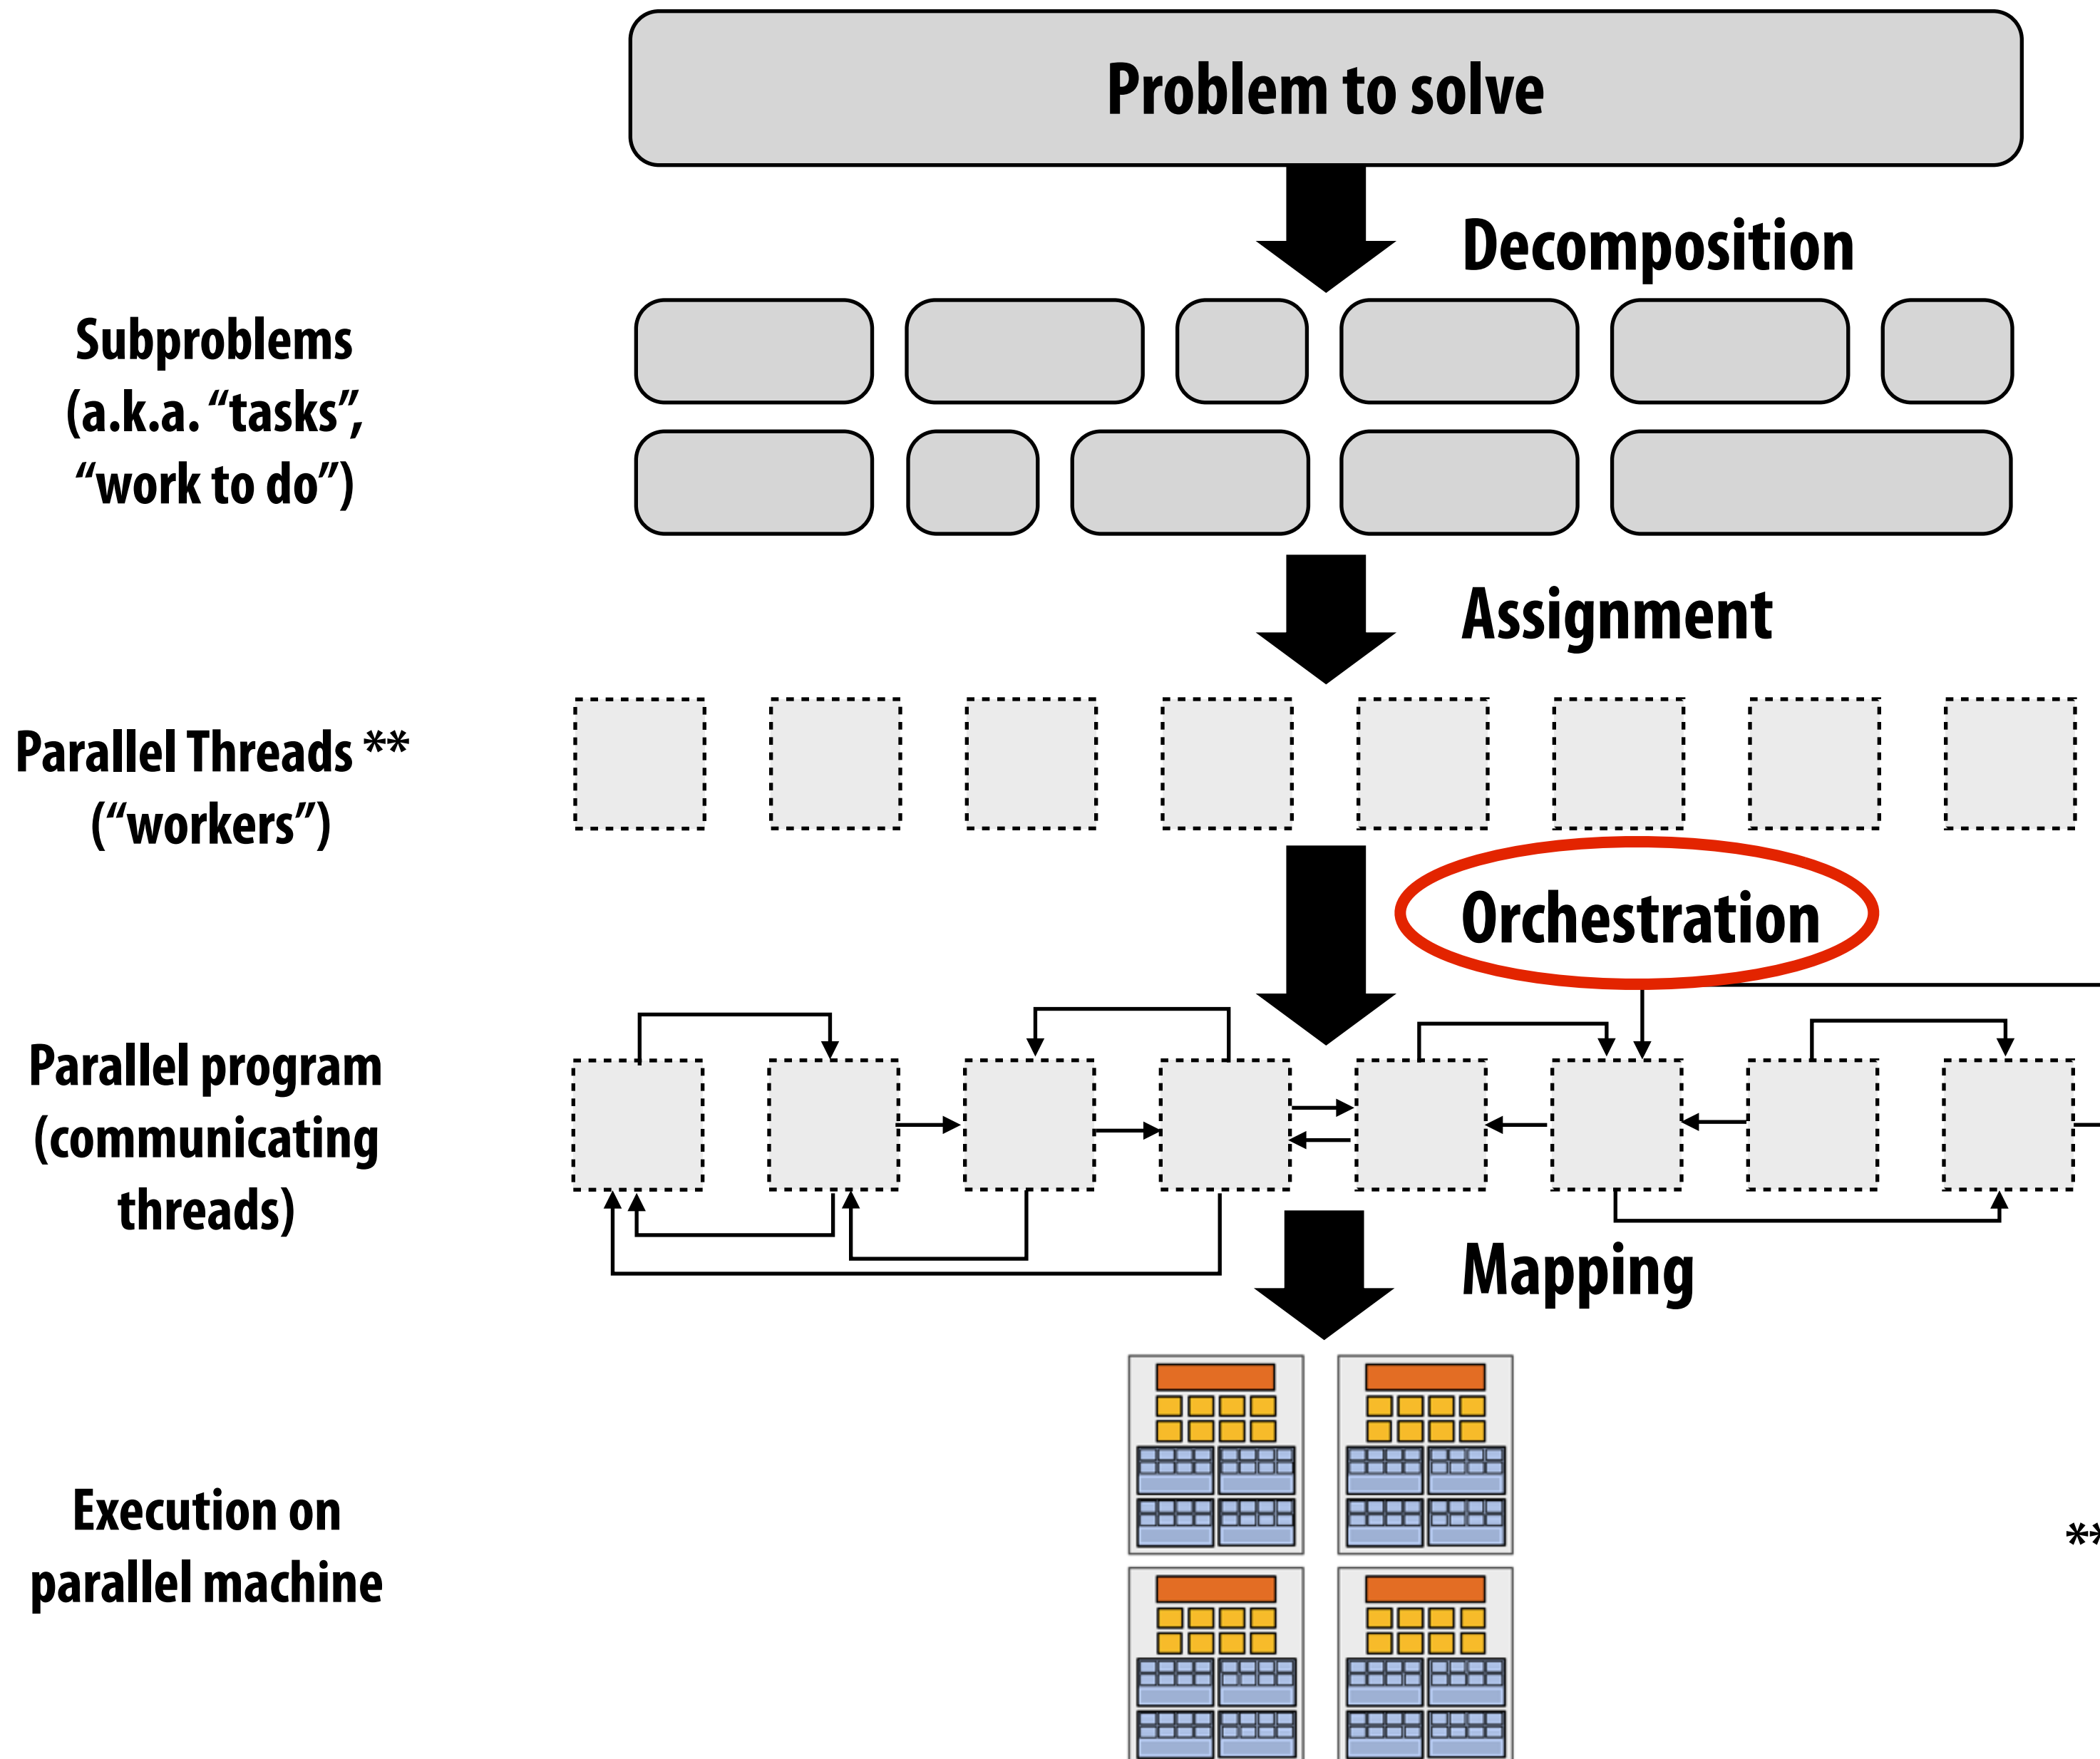 Problem to solve
Decomposition
Subproblems
(a.k.a. “tasks”,
“work to do”)
Assignment
Parallel Threads **
(“workers”)
Orchestration
Parallel program
(communicating
threads)
Mapping
Execution on
parallel machine
**